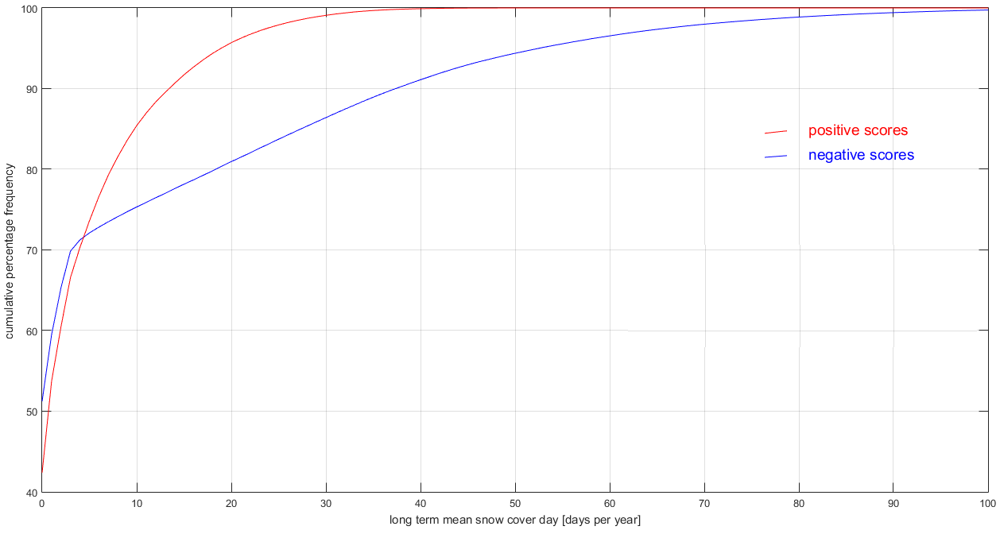 100
90
80
70
60
50
40
cumulative percentage frequency
positive scores
negative scores
0 10 20 30 40 50 60 70 80 90 100
long term mean snow cover day [days per year]